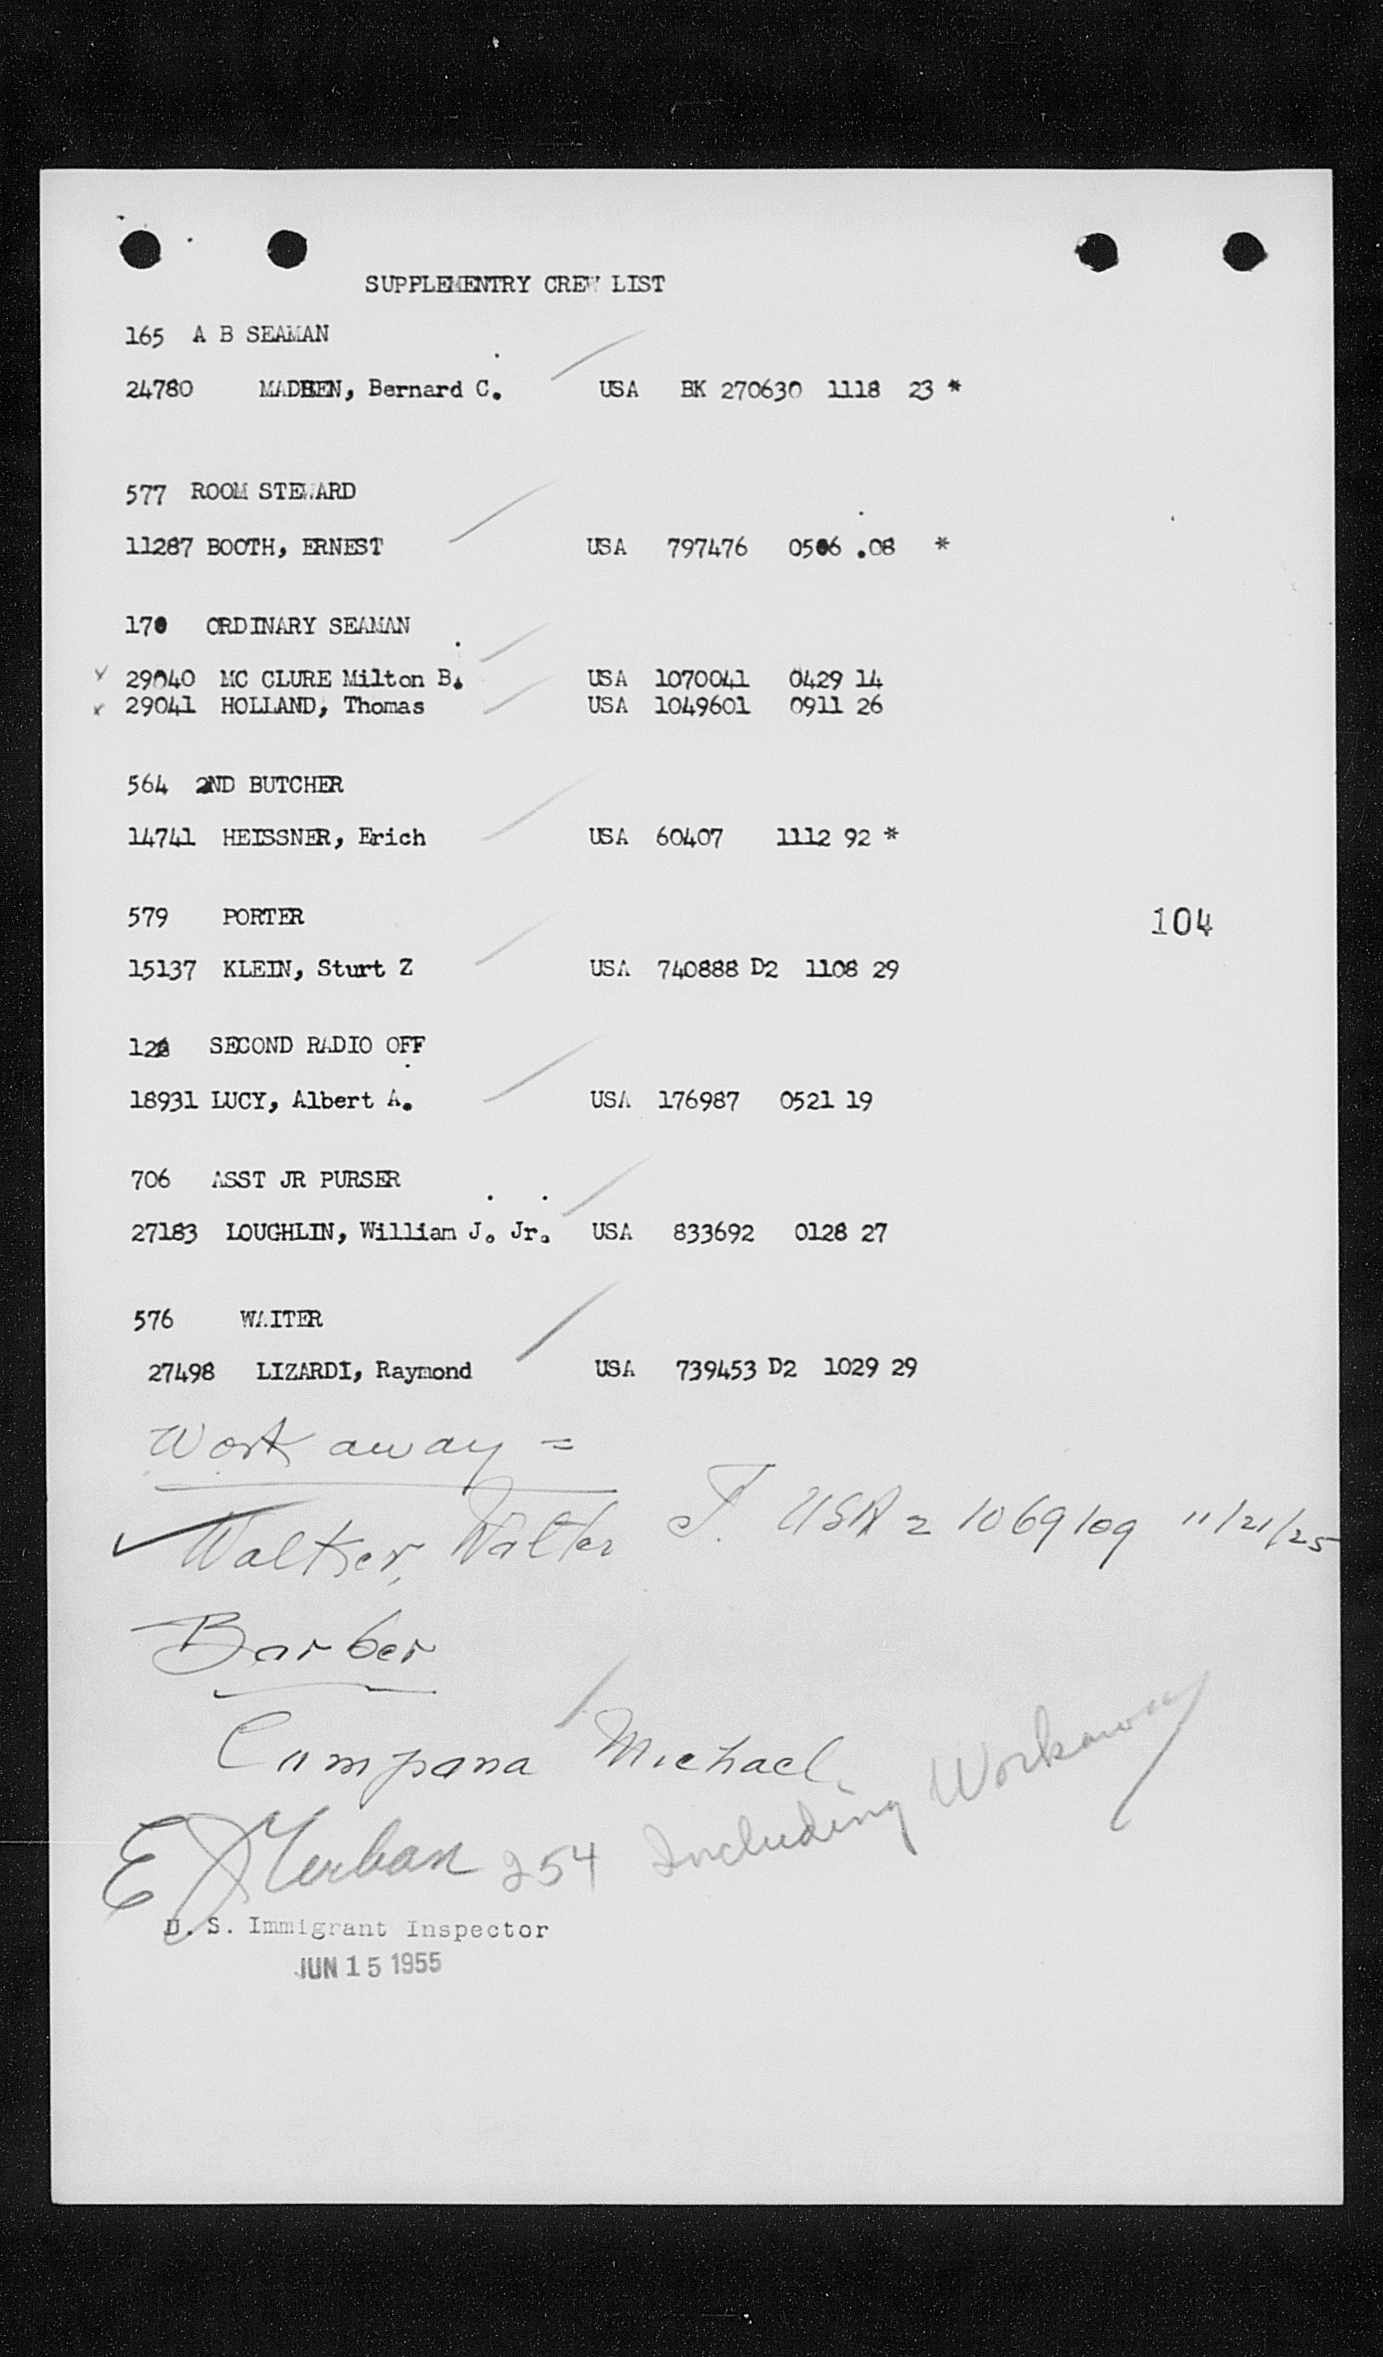 SUPPLEMENTRY CREW LIST
165 A B SEAMAN
24780 MADSEN, Bernard C. USA BK 270630 1118 23 *
577 ROOM STEWARD
11287 BOOTH, ERNEST USA 797476 0506 .08 *
170 ORDINARY SEAMAN
29040 MC CLURE Milton B. USA 1070041 0429 14
29041 HOLLAND, Thomas USA 1049601 0911 26
564 2ND BUTCHER
14741 HEISSNER, Erich USA 60407 1112 92 *
579 PORTER
104
15137 KLEIN, Sturt Z USA 740888 D2 1108 29
SECOND RADIO OFF
18931 LUCY, Albert A. USA 176987 0521 19
706 ASST JR PURSER
27183 LOUGHLIN, William J. Jr. USA 833692 0128 27
576 WAITER
27498 LIZARDI, Raymond USA 739453 D2 1029 29
Work away =
Walter J. USA 2 1069109 11/21/25
Barber
Campana Michael
254 Including Workaway
U. S. Immigrant Inspector
JUN 15 1955